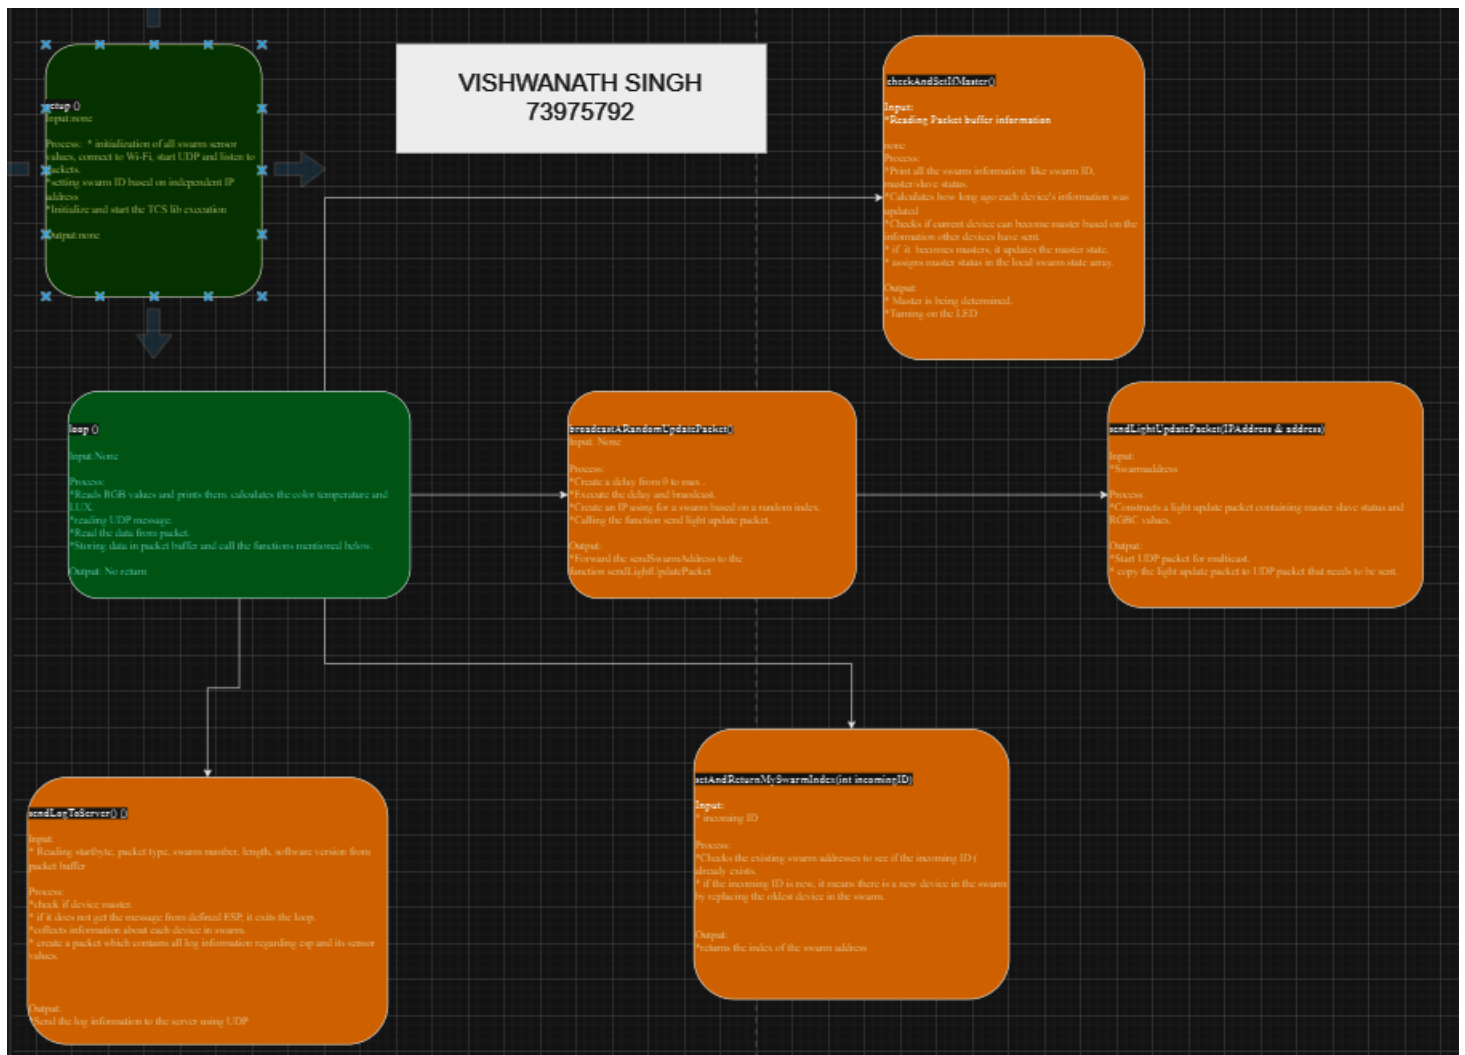 VISHWANATH SINGH
73975792
setup ()
Input:none
Process:  * initialization of all swarm sensor
values, connect to Wi-Fi, start UDP and listen to
packets.
*setting swarm ID based on independent IP
address
*Initialize and start the TCS lib execution
Output:none
checkAndSetIfMaster()
Input:
*Reading Packet buffer information
none
Process:
*Print all the swarm information  like swarm ID,
master/slave status.
*Calculates how long ago each device's information was
updated
*Checks if current device can become master based on the
information other devices have sent.
* if  it  becomes masters, it updates the master state.
* assigns master status in the local swarm state array.
Output:
* Master is being determined.
*Turning on the LED
loop ()
Input:None
Process:
*Reads RGB values and prints them. calculates the color temperature and
LUX.
*reading UDP message.
*Read the data from packet.
*Storing data in packet buffer and call the functions mentioned below.
Output: No return
broadcastARandomUpdatePacket()
Input: None
Process:
*Create a delay from 0 to max .
*Execute the delay and braodcast.
*Create an IP using for a swarm based on a random index.
*Calling the function send light update packet.
Output:
*Forward the sendSwarmAddress to the
function sendLightUpdatePacket
sendLightUpdatePacket(IPAddress & address)
Input:
*Swarmaddress
Process:
*Constructs a light update packet containing master slave status and
RGBC values.
Output:
*Start UDP packet for multicast.
* copy the light update packet to UDP packet that needs to be sent.
sendLogToServer() ()
Input:
* Reading startbyte, packet type, swarm number, length, software version from
packet buffer
Process:
*check if device master.
* if it does not get the message from defined ESP, it exits the loop.
*collects information about each device in swarm.
* create a packet which contains all log information regarding esp and its sensor
values.
Output:
*Send the log information to the server using UDP
setAndReturnMySwarmIndex(int incomingID)
Input:
* incoming ID
Process:
*Checks the existing swarm addresses to see if the incoming ID (
already exists.
* if the incoming ID is new, it means there is a new device in the swarm
by replacing the oldest device in the swarm.
Output:
*returns the index of the swarm address